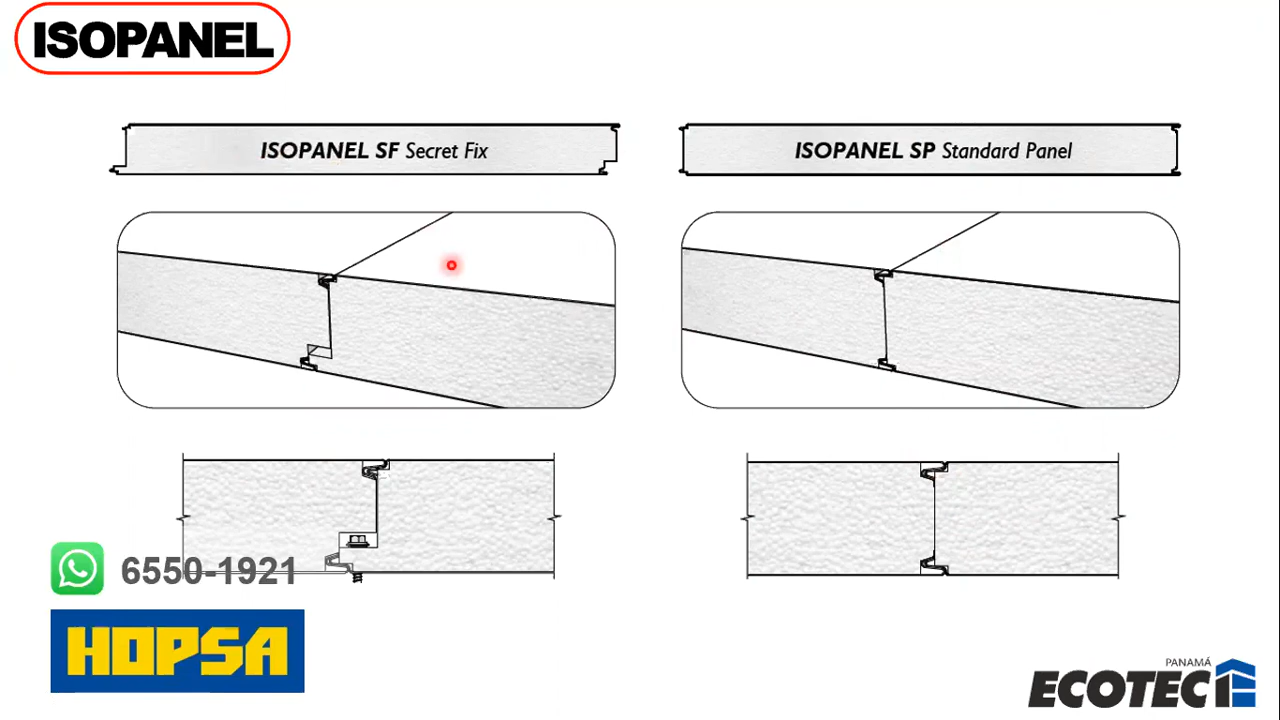 ISOPANEL
ISOPANEL SF Secret Fix
ISOPANEL SP Standard Panel
6550-1921
HOPSA
PANAMÁ
ECOTEC